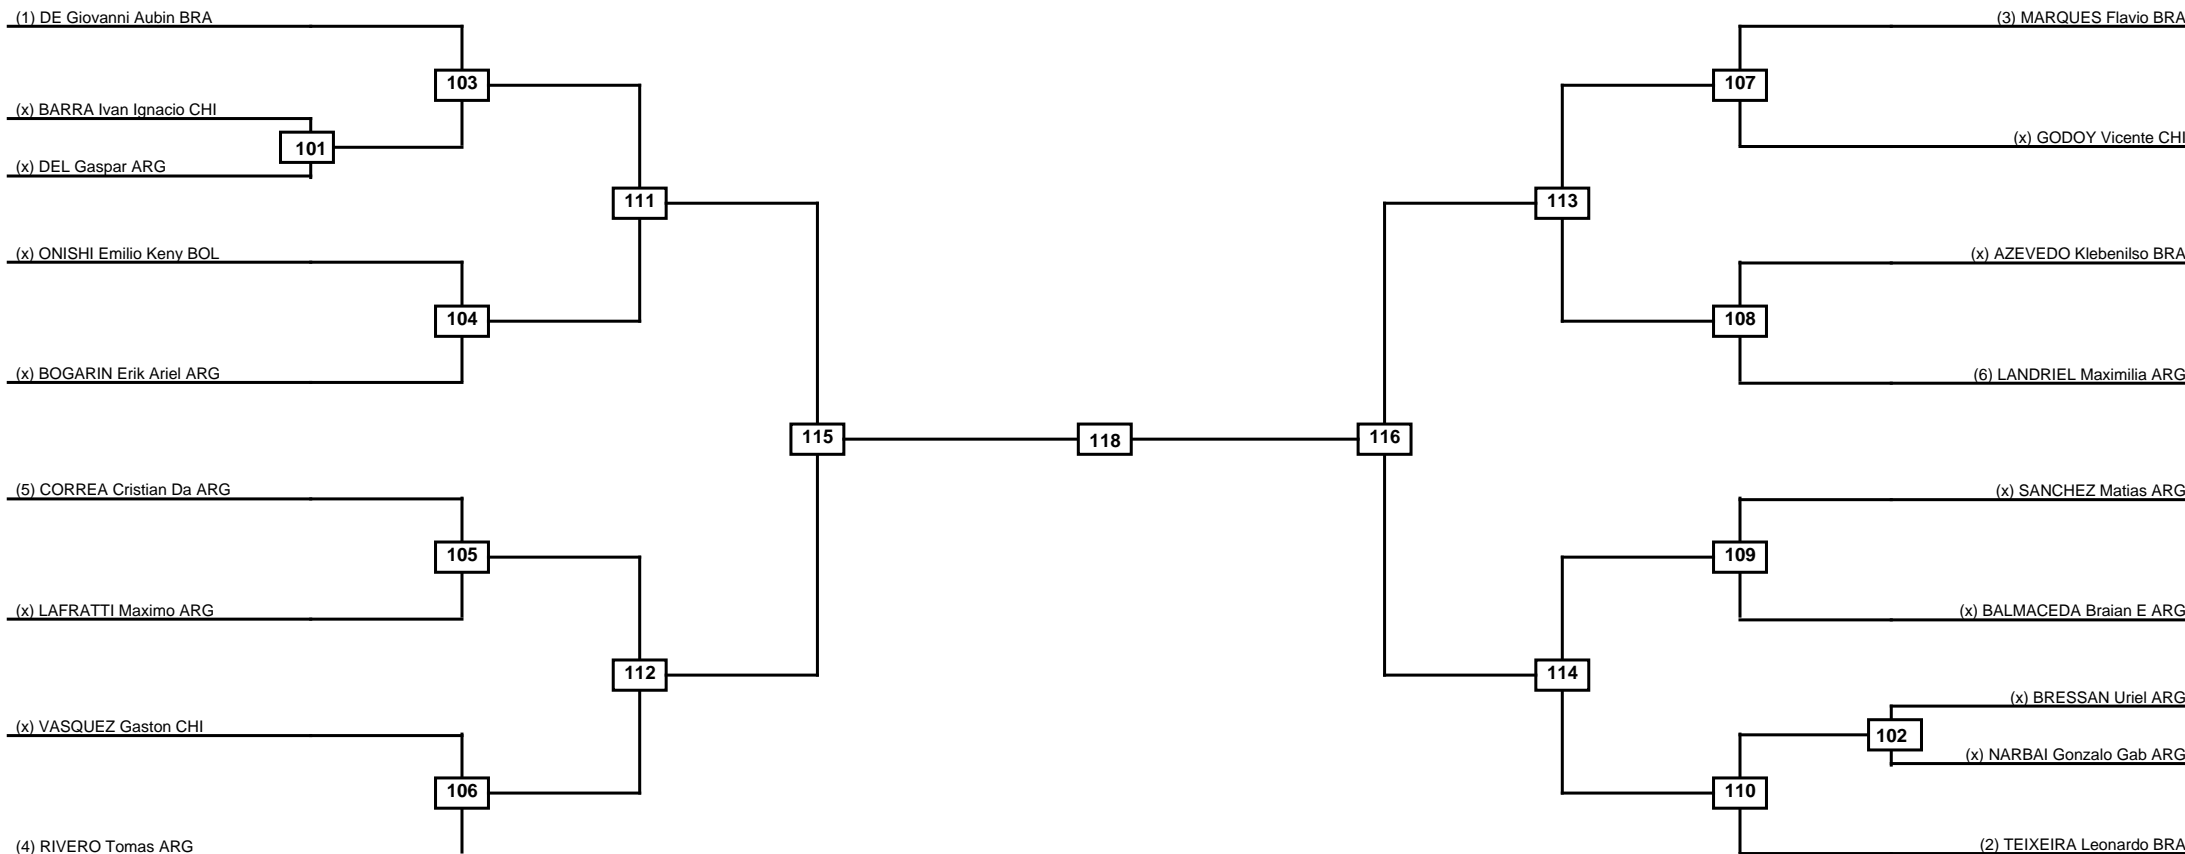 (1) DE Giovanni Aubin BRA
(3) MARQUES Flavio BRA
103
107
(x) BARRA Ivan Ignacio CHI
101
(x) GODOY Vicente CHI
(x) DEL Gaspar ARG
111
113
(x) ONISHI Emilio Keny BOL
(x) AZEVEDO Klebenilso BRA
104
108
(x) BOGARIN Erik Ariel ARG
(6) LANDRIEL Maximilia ARG
115
118
116
(5) CORREA Cristian Da ARG
(x) SANCHEZ Matias ARG
105
109
(x) LAFRATTI Maximo ARG
(x) BALMACEDA Braian E ARG
112
114
(x) BRESSAN Uriel ARG
(x) VASQUEZ Gaston CHI
102
(x) NARBAI Gonzalo Gab ARG
106
110
(4) RIVERO Tomas ARG
(2) TEIXEIRA Leonardo BRA